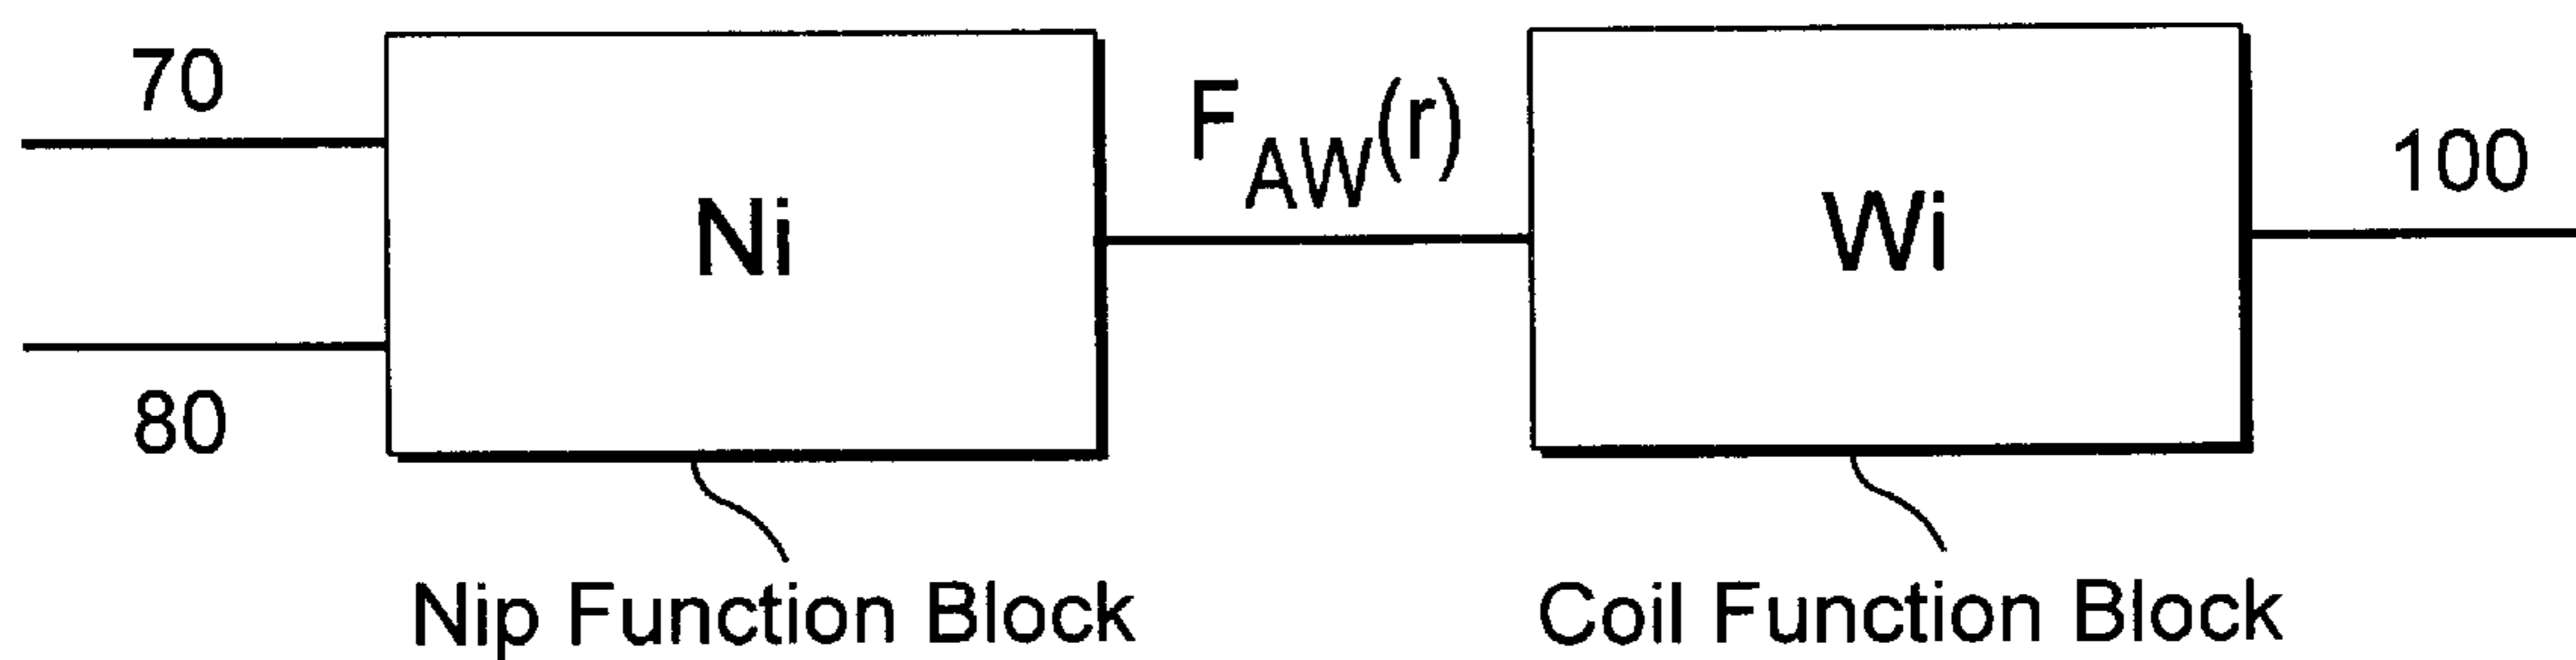 70
80
Ni
F_AW(r)
Wi
100
Nip Function Block
Coil Function Block